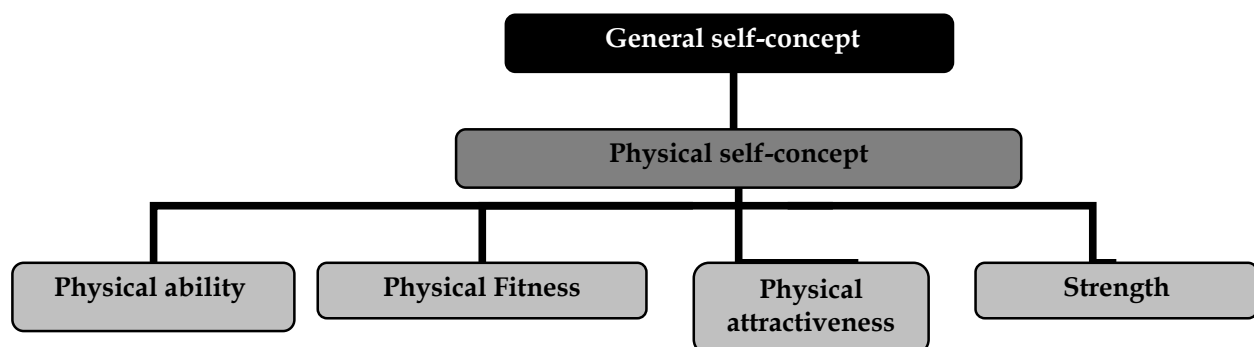 General self-concept
Physical self-concept
Physical ability
Physical Fitness
Physical
attractiveness
Strength